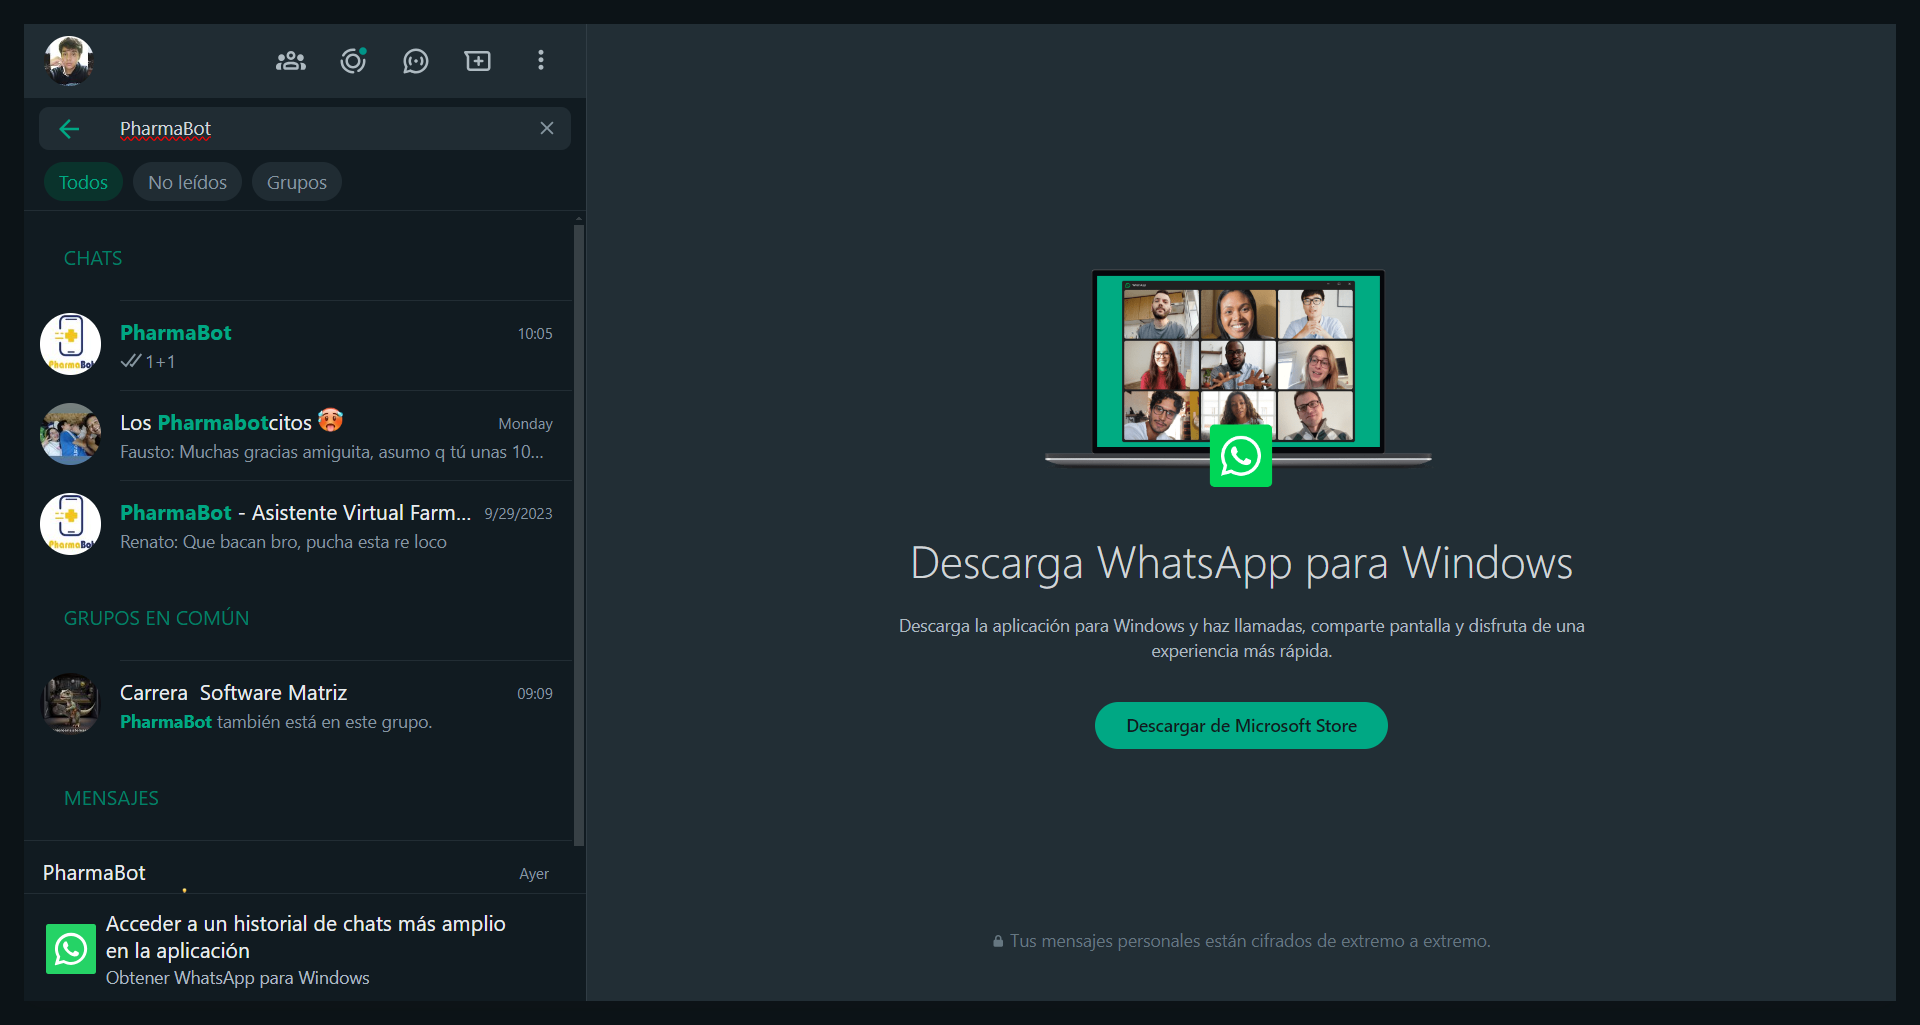 PharmaBot
Todos
No leídos
Grupos
CHATS
PharmaBot
10:05
1+1
Los Pharmabotcitos 🥵
Monday
Fausto: Muchas gracias amiguita, asumo q tú unas 10...
PharmaBot - Asistente Virtual Farm...
9/29/2023
Renato: Que bacan bro, pucha esta re loco
GRUPOS EN COMÚN
Carrera  Software Matriz
09:09
PharmaBot también está en este grupo.
MENSAJES
PharmaBot
Ayer
Acceder a un historial de chats más amplio
en la aplicación
Obtener WhatsApp para Windows
Descarga WhatsApp para Windows
Descarga la aplicación para Windows y haz llamadas, comparte pantalla y disfruta de una
experiencia más rápida.
Descargar de Microsoft Store
Tus mensajes personales están cifrados de extremo a extremo.